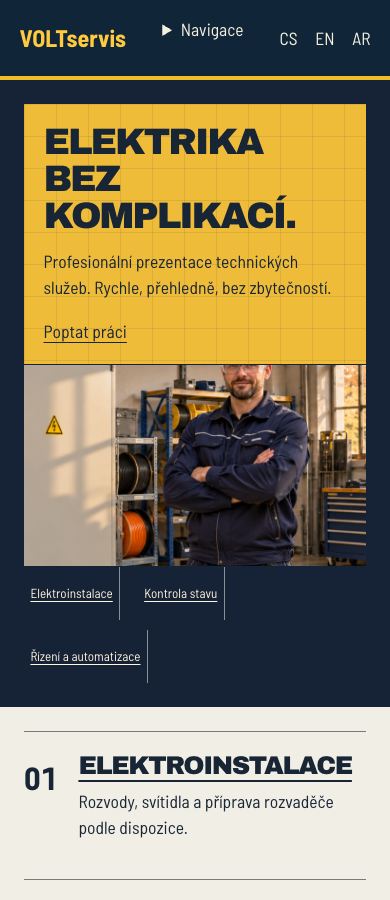 VOLTservis
Navigace
CS EN AR
ELEKTRIKA
BEZ
KOMPLIKACÍ.
Profesionální prezentace technických
služeb. Rychle, přehledně, bez zbytečností.
Poptat práci
Elektroinstalace
Kontrola stavu
Řízení a automatizace
01
ELEKTROINSTALACE
Rozvody, svítidla a příprava rozvaděče
podle dispozice.